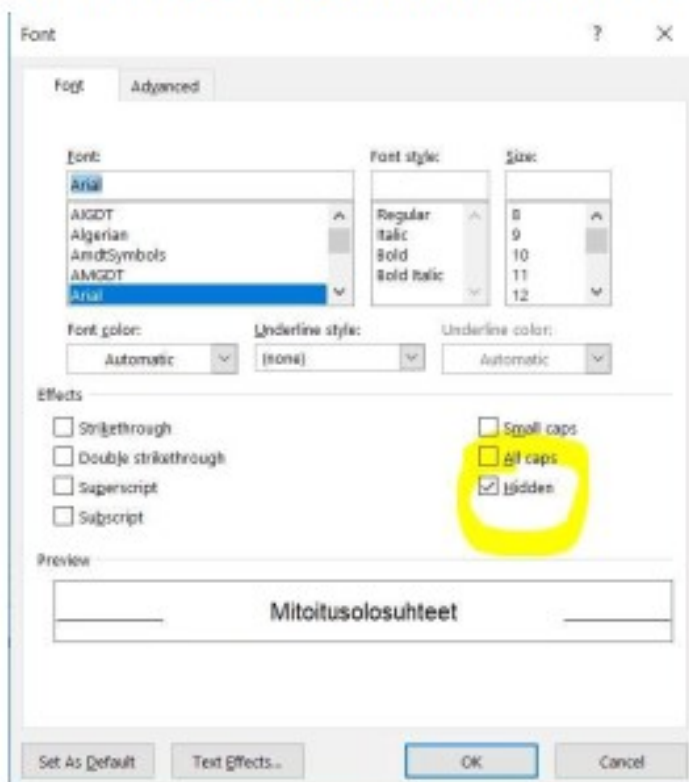 Font ?
Font Advanced
Font: Font style: Size:
Arial
AIGDT Regular 8
Algerian Italic 9
AmdtSymbols Bold 10
AMGDT Bold Italic 11
Arial 12
Font color: Underline style: Underline color:
Automatic (none) Automatic
Effects
Strikethrough Small caps
Double strikethrough All caps
Superscript Hidden
Subscript
Preview
Mitoitusolosuhteet
Set As Default Text Effects... OK Cancel